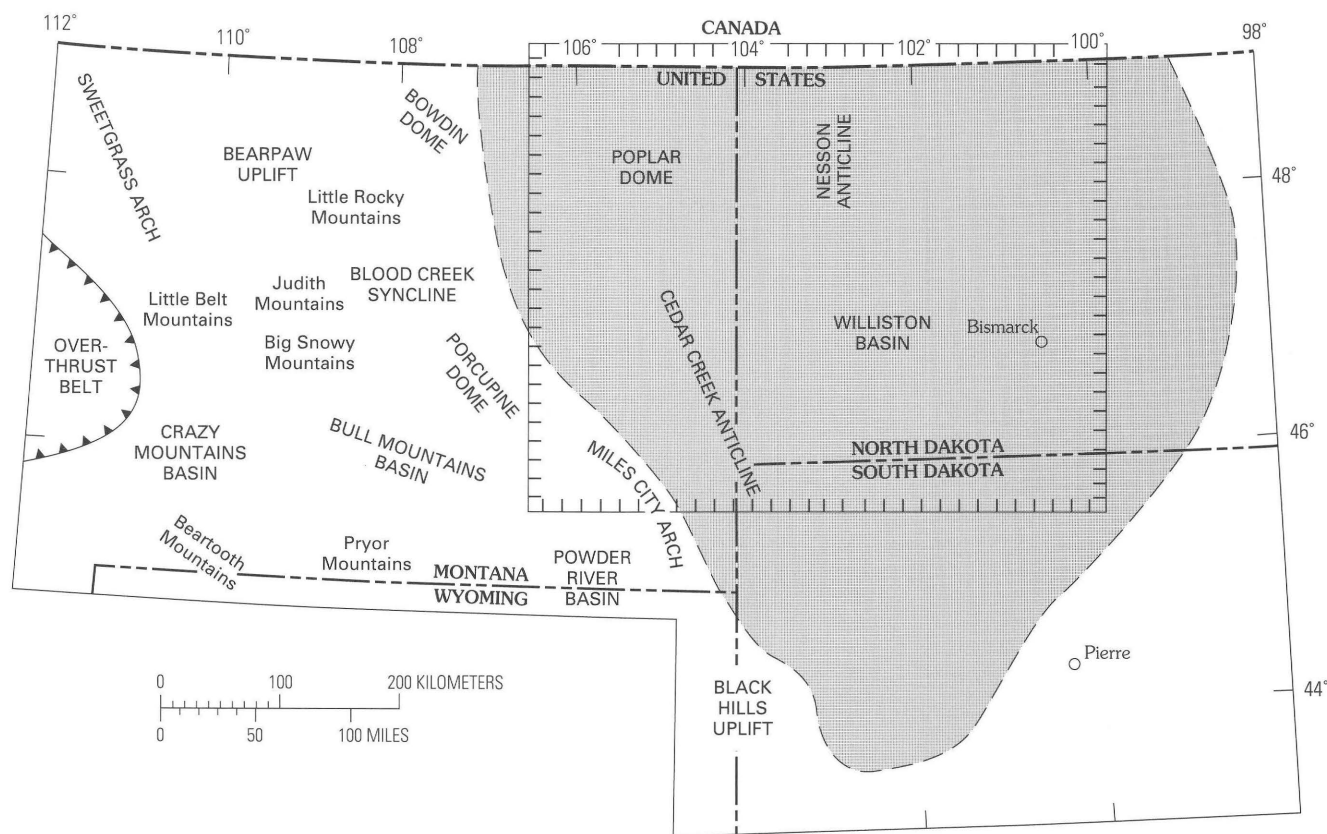 112°
110°
108°
CANADA
106°
104°
102°
100°
98°
UNITED STATES
SWEETGRASS ARCH
BOWDIN
DOME
BEARPAW
UPLIFT
Little Rocky
Mountains
POPLAR
DOME
NESSON
ANTICLINE
48°
Little Belt
Mountains
Judith
Mountains
BLOOD CREEK
SYNCLINE
Big Snowy
Mountains
OVER-
THRUST
BELT
PORCUPINE
DOME
CEDAR CREEK ANTICLINE
WILLISTON
BASIN
Bismarck
CRAZY
MOUNTAINS
BASIN
BULL MOUNTAINS
BASIN
MILES CITY ARCH
NORTH DAKOTA
SOUTH DAKOTA
46°
Beartooth
Mountains
Pryor
Mountains
MONTANA
WYOMING
POWDER
RIVER
BASIN
Pierre
BLACK
HILLS
UPLIFT
44°
0 100 200 KILOMETERS
0 50 100 MILES